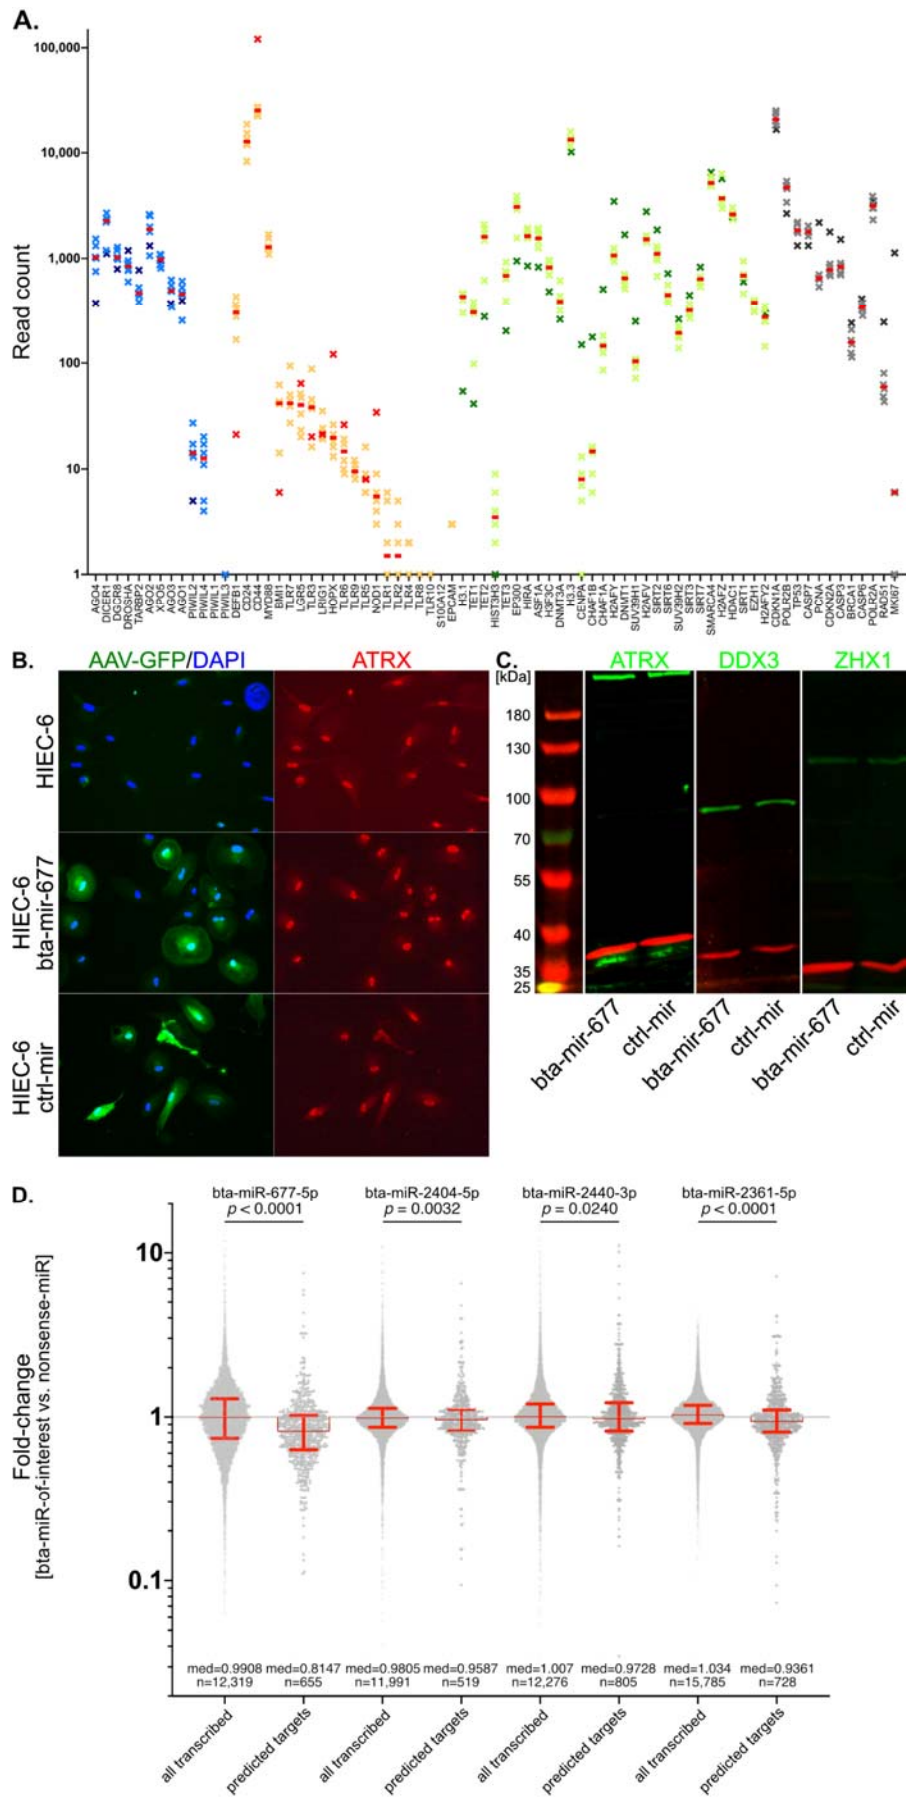 A.
100,000
10,000
1,000
100
10
1
Read count
AGO4
DICER1
DGCR8
DROSHA
TARBP2
AGO2
XPO5
AGO3
AGO1
PIWIL2
PIWIL4
PIWIL1
PIWIL3
DEFB1
CD24
CD44
MYD88
BMI1
TLR7
LGR5
TLR3
LRIG1
HOPX
TLR6
TLR9
TLR5
NOD1
TLR1
TLR2
TLR4
TLR8
TLR10
S100A12
EPCAM
H3.1
TET1
TET2
HIST3H3
TET3
EP300
HIRA
ASF1A
H3F3C
DNMT3A
H3.3
CENPA
CHAF1B
CHAF1A
H2AFY
DNMT1
SUV39H1
H2AFV
SIRT2
SIRT6
SUV39H2
SIRT3
SIRT7
SMARCA4
H2AFZ
HDAC1
SIRT1
EZH1
H2AFY2
CDKN1A
POLR2B
TP53
CASP7
PCNA
CDKN2A
CASP3
BRCA1
CASP6
POLR2A
RAD51
MKI67
B.
AAV-GFP/DAPI
ATRX
HIEC-6
HIEC-6
bta-mir-677
HIEC-6
ctrl-mir
C.
ATRX
DDX3
ZHX1
[kDa]
180
130
100
70
55
40
35
25
bta-mir-677
ctrl-mir
bta-mir-677
ctrl-mir
bta-mir-677
ctrl-mir
D.
bta-miR-677-5p
p < 0.0001
bta-miR-2404-5p
p = 0.0032
bta-miR-2440-3p
p = 0.0240
bta-miR-2361-5p
p < 0.0001
Fold-change
[bta-miR-of-interest vs. nonsense-miR]
10
1
0.1
med=0.9908
n=12,319
med=0.8147
n=655
med=0.9805
n=11,991
med=0.9587
n=519
med=1.007
n=12,276
med=0.9728
n=805
med=1.034
n=15,785
med=0.9361
n=728
all transcribed
predicted targets
all transcribed
predicted targets
all transcribed
predicted targets
all transcribed
predicted targets